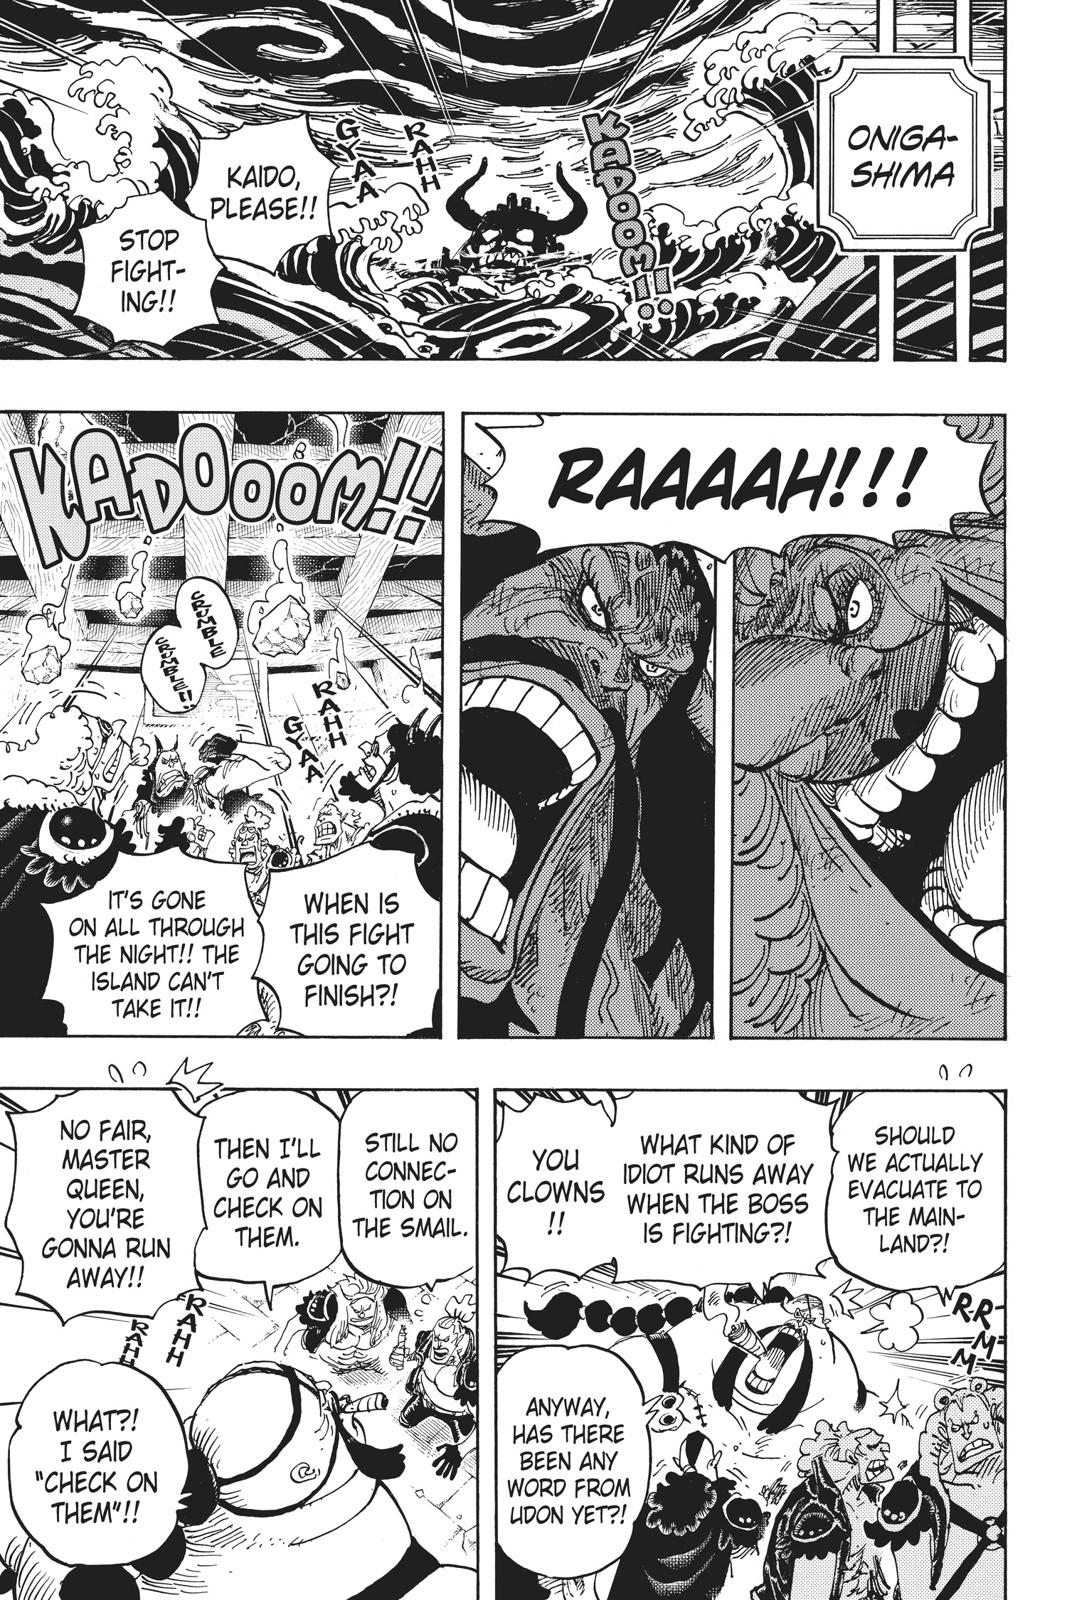 ONIGA-
SHIMA
KADOOM!!
RAHH
GYAA
KAIDO,
PLEASE!!
STOP
FIGHT-
ING!!
RAAAAH!!!
KADOOOOM!!
CRUMBLE
CRUMBLE!!
RAHH
GYAA
WHEN IS
THIS FIGHT
GOING TO
FINISH?!
IT'S GONE
ON ALL THROUGH
THE NIGHT!! THE
ISLAND CAN'T
TAKE IT!!
SHOULD
WE ACTUALLY
EVACUATE TO
THE MAIN-
LAND?!
WHAT KIND OF
IDIOT RUNS AWAY
WHEN THE BOSS
IS FIGHTING?!
YOU
CLOWNS
!!
R-R-
M-
M
ANYWAY,
HAS THERE
BEEN ANY
WORD FROM
UDON YET?!
STILL NO
CONNEC-
TION ON
THE SMAIL.
THEN I'LL
GO AND
CHECK ON
THEM.
NO FAIR,
MASTER
QUEEN,
YOU'RE
GONNA RUN
AWAY!!
RAHH
RAHH
WHAT?!
I SAID
"CHECK ON
THEM"!!